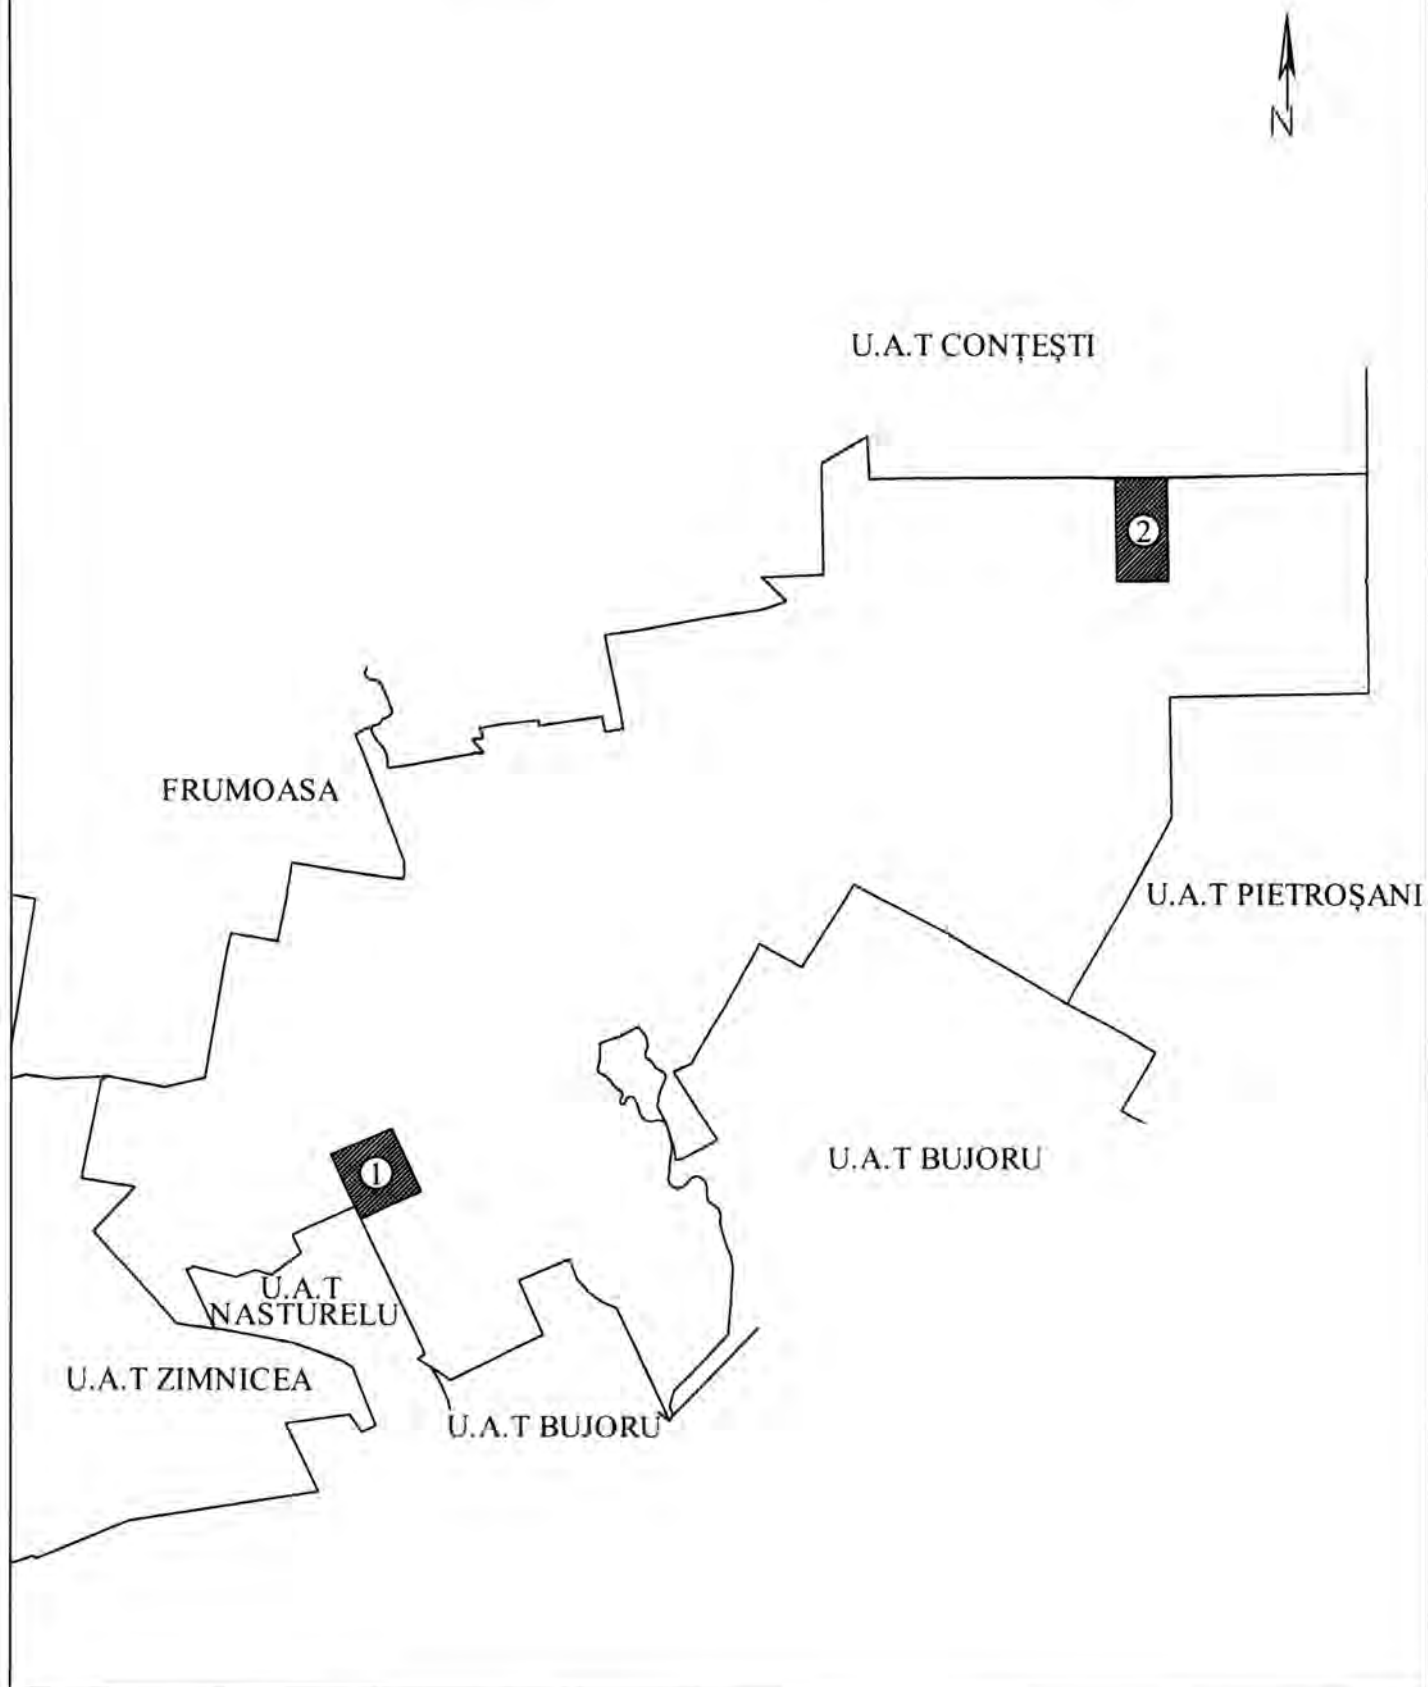 N
U.A.T CONȚEȘTI
2
FRUMOASA
U.A.T PIETROȘANI
U.A.T BUJORU
1
U.A.T
NASTURELU
U.A.T ZIMNICEA
U.A.T BUJORU